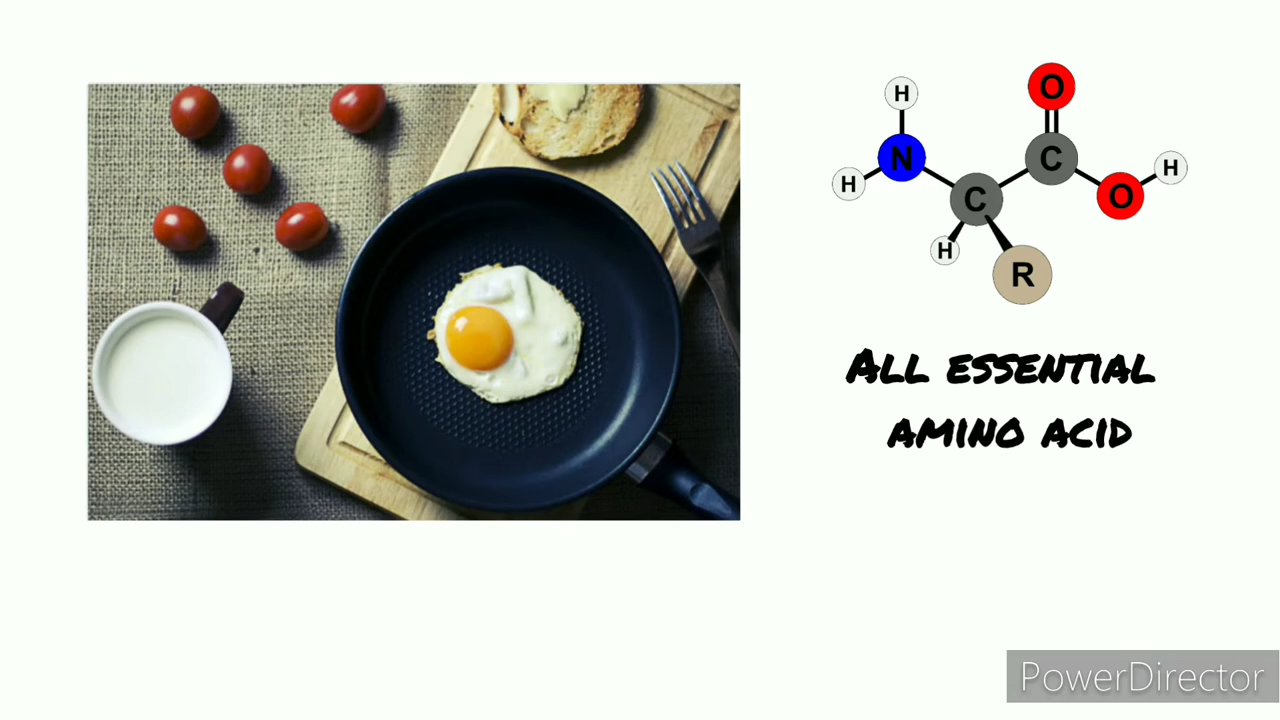 H
O
N
C
H
H
C
O
H
R
ALL ESSENTIAL
AMINO ACID
PowerDirector